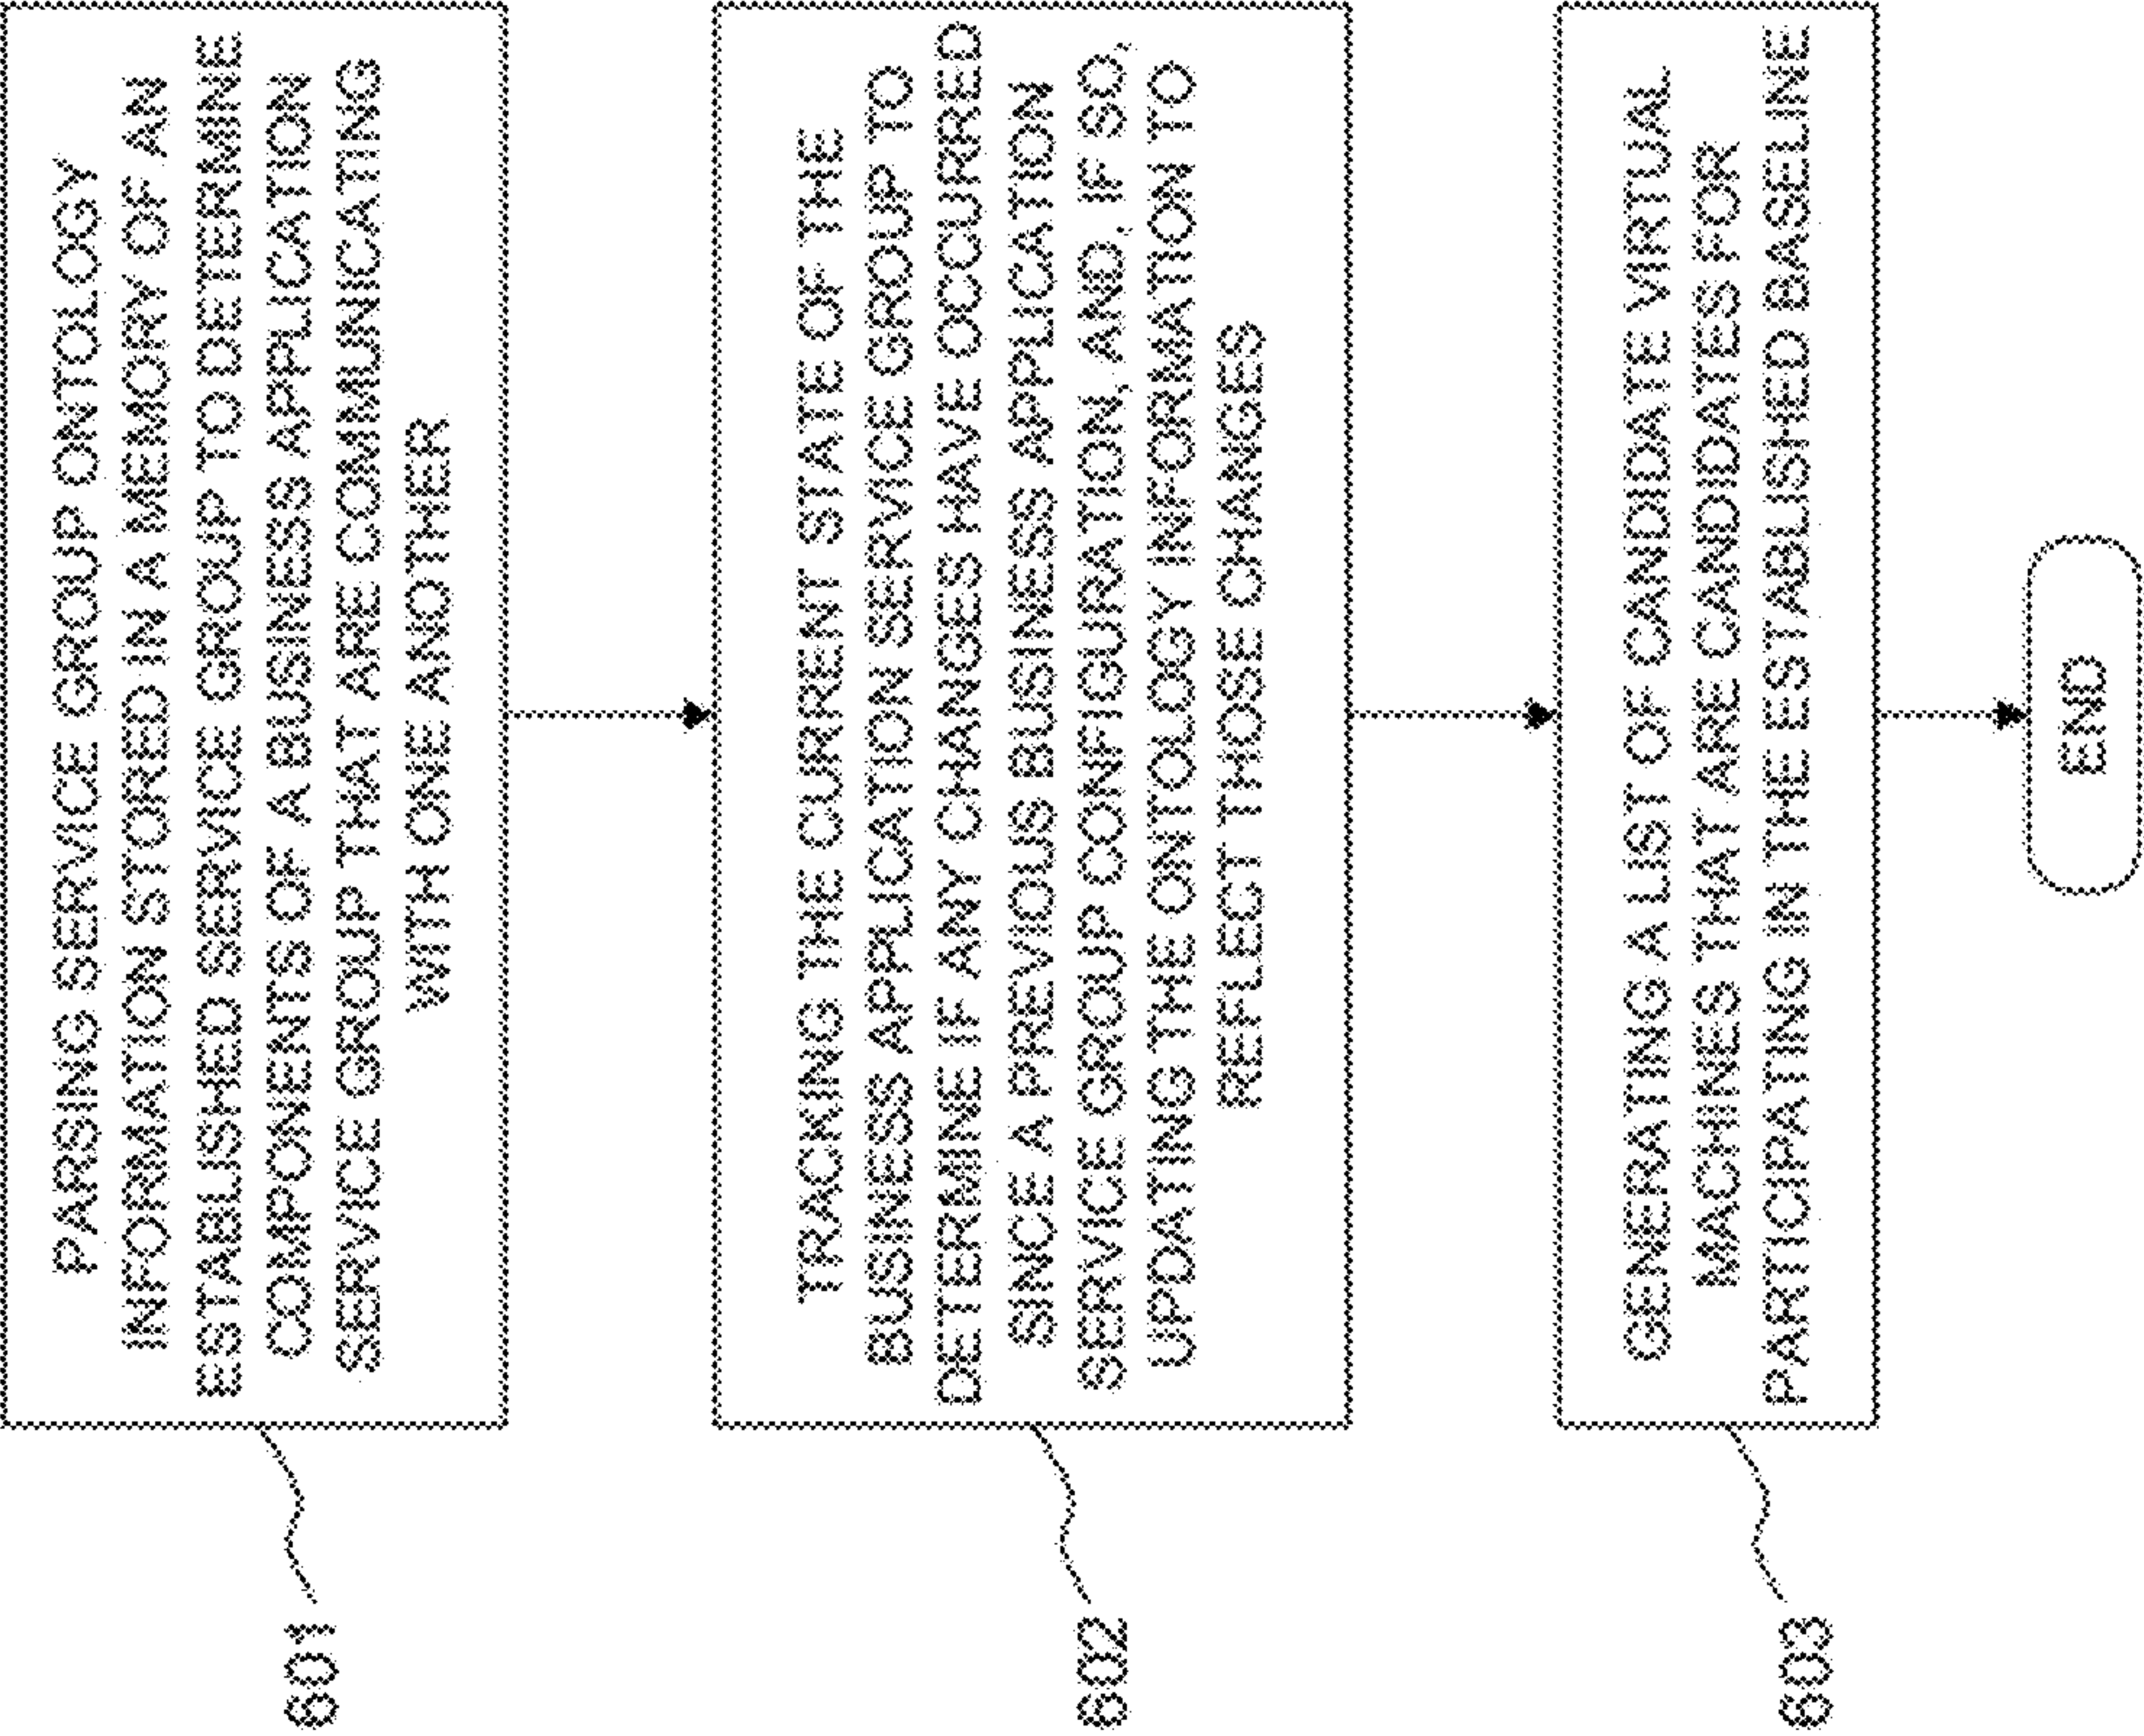 PARSING SERVICE GROUP ONTOLOGY
INFORMATION STORED IN A MEMORY OF AN
ESTABLISHED SERVICE GROUP TO DETERMINE
COMPONENTS OF A BUSINESS APPLICATION
SERVICE GROUP THAT ARE COMMUNICATING
WITH ONE ANOTHER
601
TRACKING THE CURRENT STATE OF THE
BUSINESS APPLICATION SERVICE GROUP TO
DETERMINE IF ANY CHANGES HAVE OCCURRED
SINCE A PREVIOUS BUSINESS APPLICATION
SERVICE GROUP CONFIGURATION, AND, IF SO,
UPDATING THE ONTOLOGY INFORMATION TO
REFLECT THOSE CHANGES
602
GENERATING A LIST OF CANDIDATE VIRTUAL
MACHINES THAT ARE CANDIDATES FOR
PARTICIPATING IN THE ESTABLISHED BASELINE
603
END